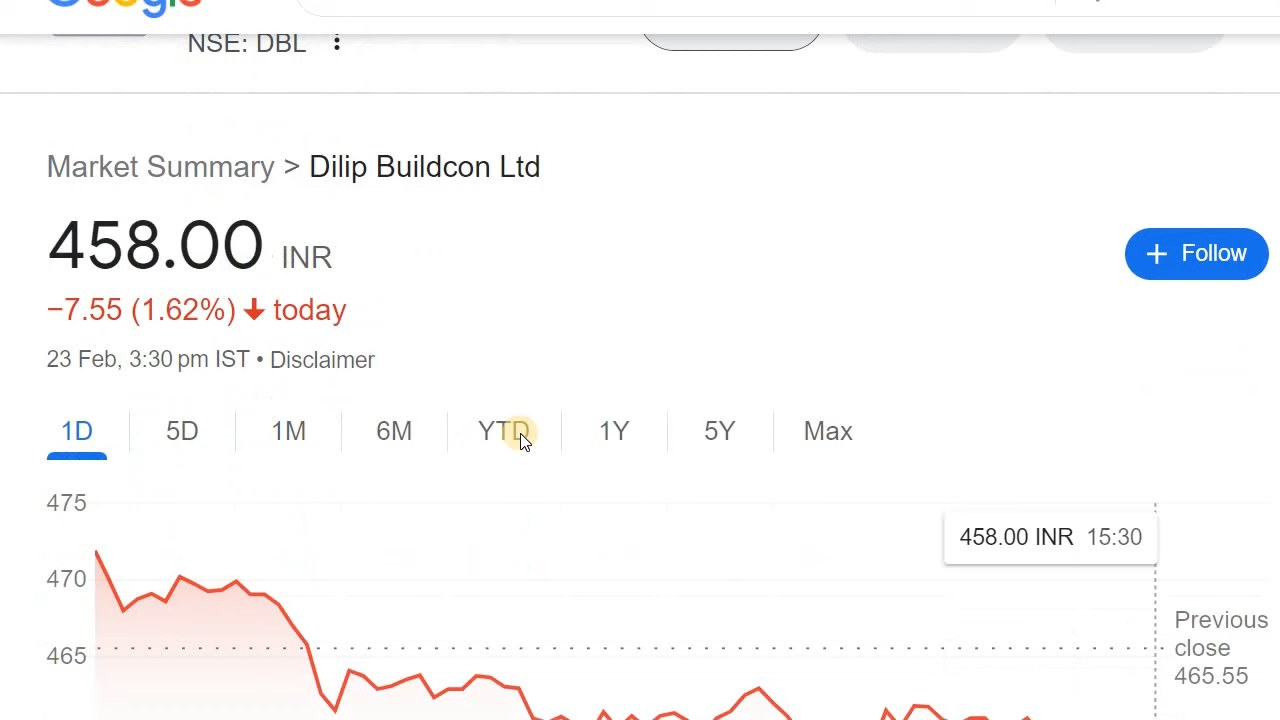 Google
NSE: DBL
Market Summary > Dilip Buildcon Ltd
458.00 INR
+ Follow
−7.55 (1.62%) today
23 Feb, 3:30 pm IST • Disclaimer
1D 5D 1M 6M YTD 1Y 5Y Max
475
458.00 INR 15:30
470
465
Previous
close
465.55